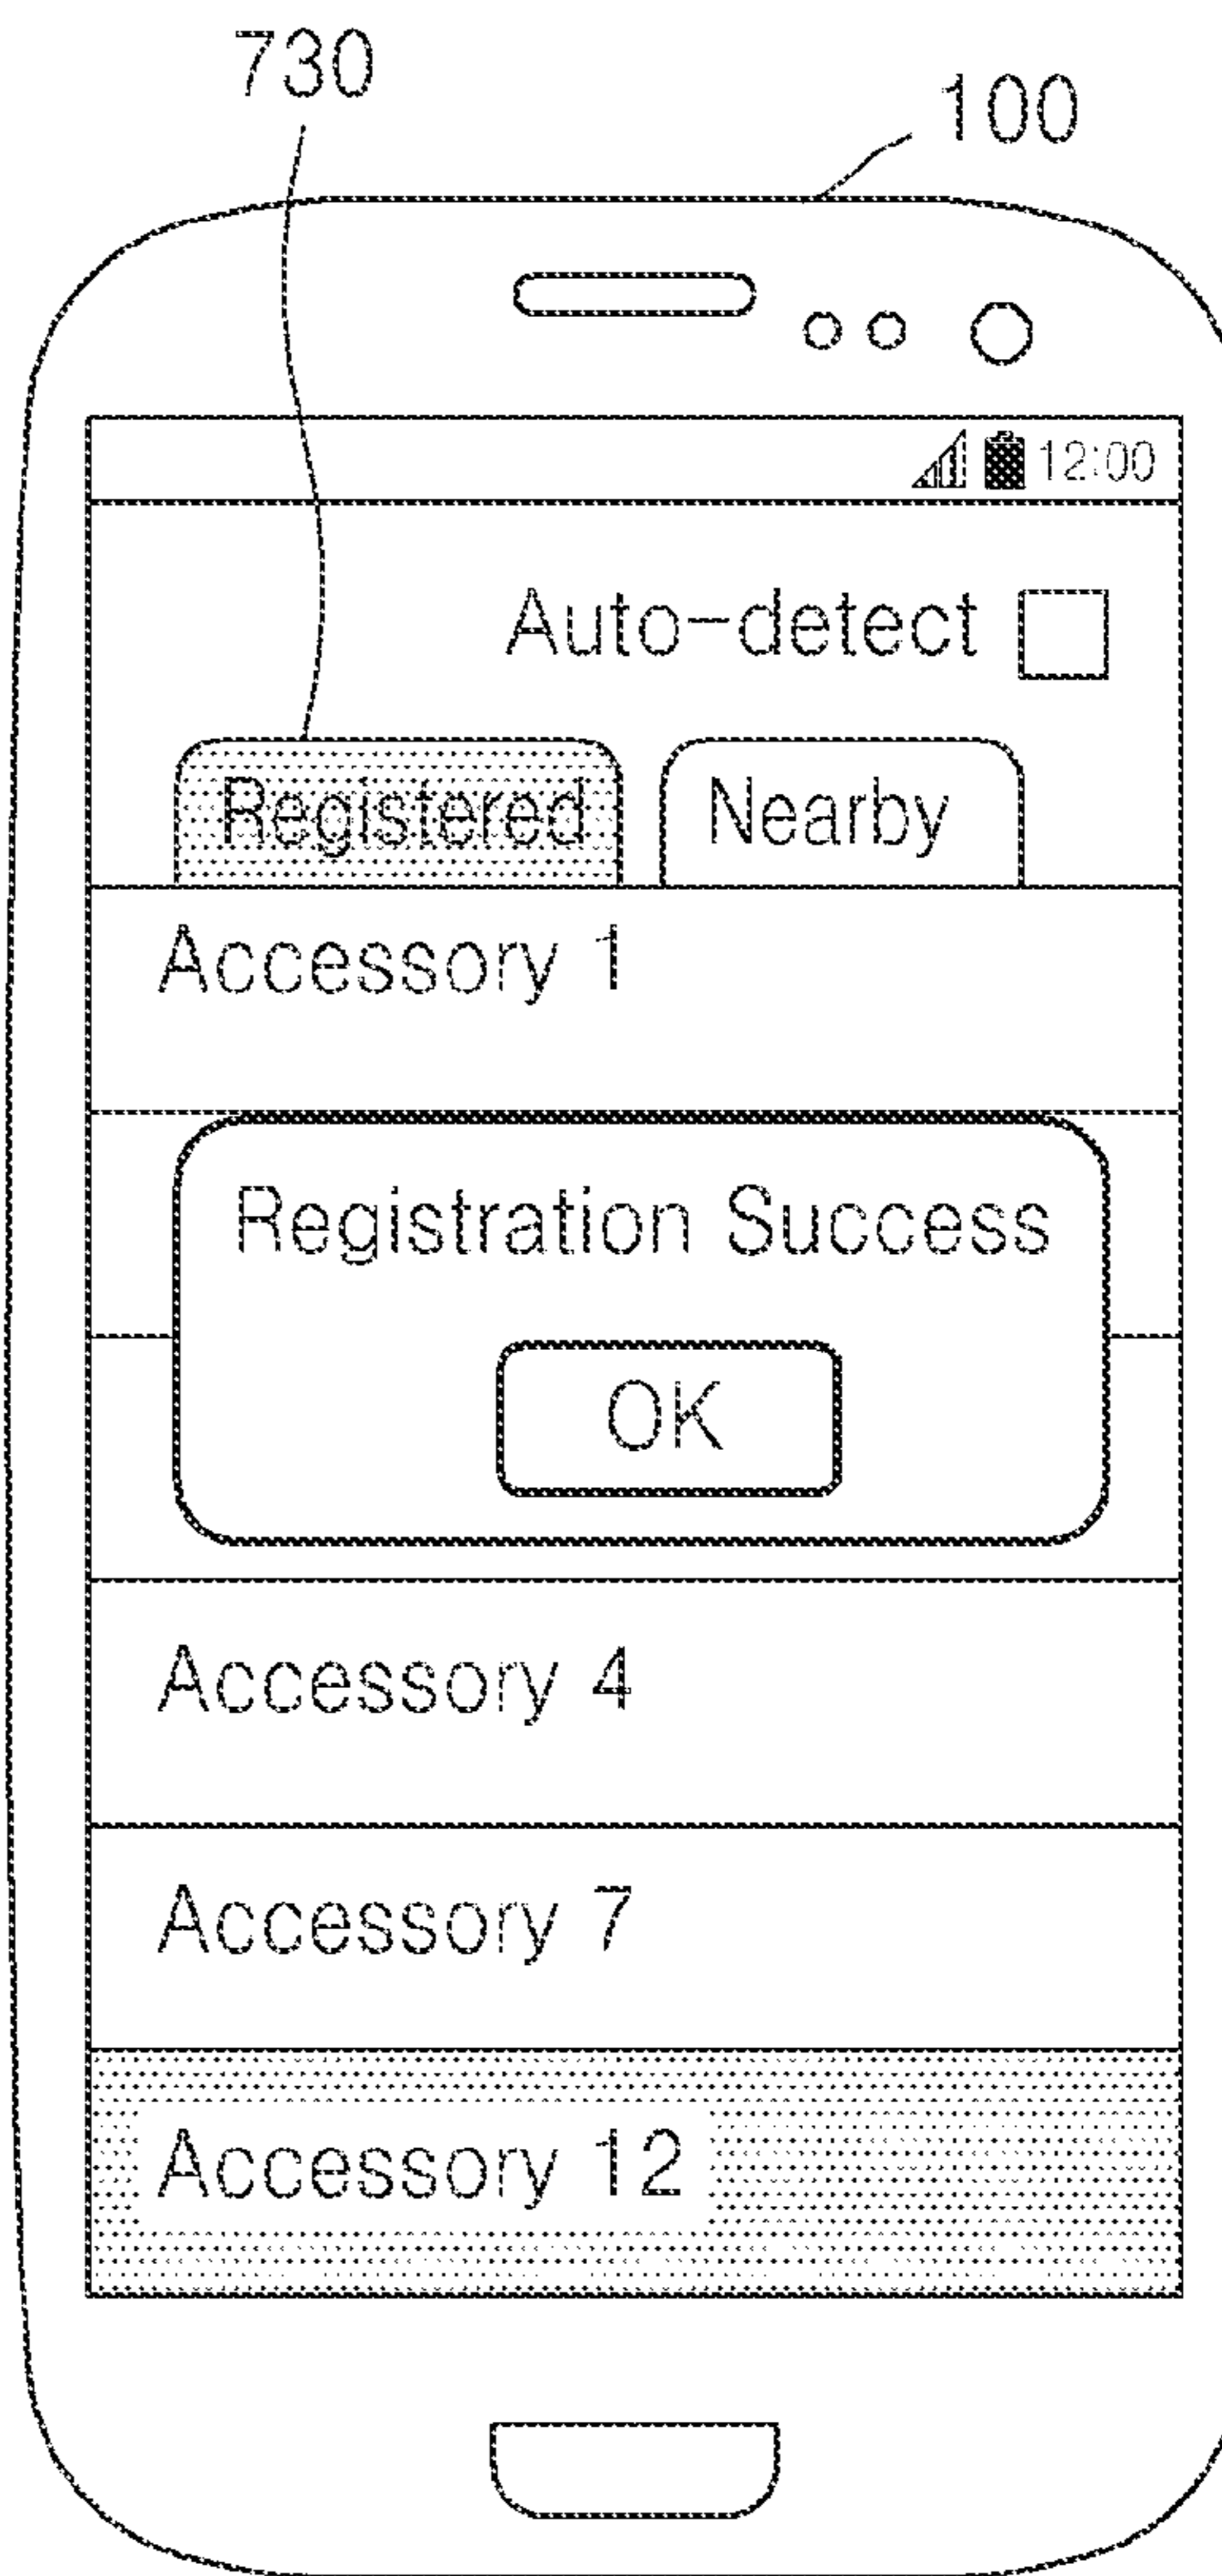 730
100
12:00
Auto-detect
Registered Nearby
Accessory 1
Registration Success
OK
Accessory 4
Accessory 7
Accessory 12